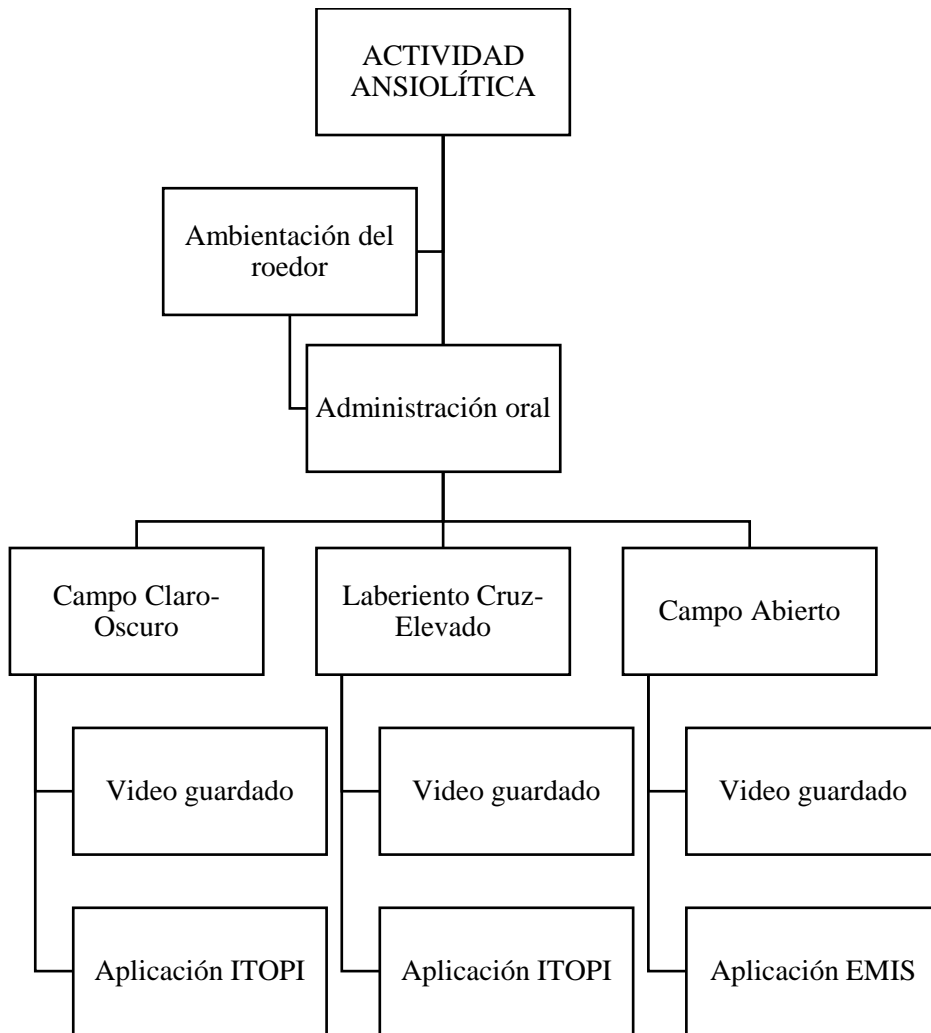 ACTIVIDAD
ANSIOLÍTICA
Ambientación del
roedor
Administración oral
Campo Claro-
Oscuro
Laberiento Cruz-
Elevado
Campo Abierto
Video guardado
Video guardado
Video guardado
Aplicación ITOPI
Aplicación ITOPI
Aplicación EMIS